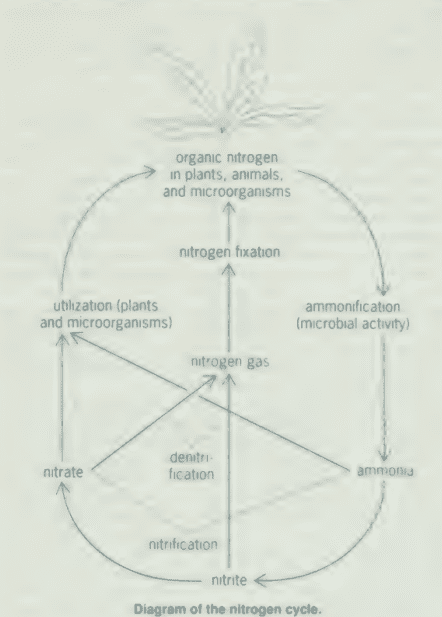 organic nitrogen
in plants, animals,
and microorganisms
nitrogen fixation
utilization (plants
and microorganisms)
ammonification
(microbial activity)
nitrogen gas
denitri-
fication
nitrate
ammonia
nitrification
nitrite
Diagram of the nitrogen cycle.